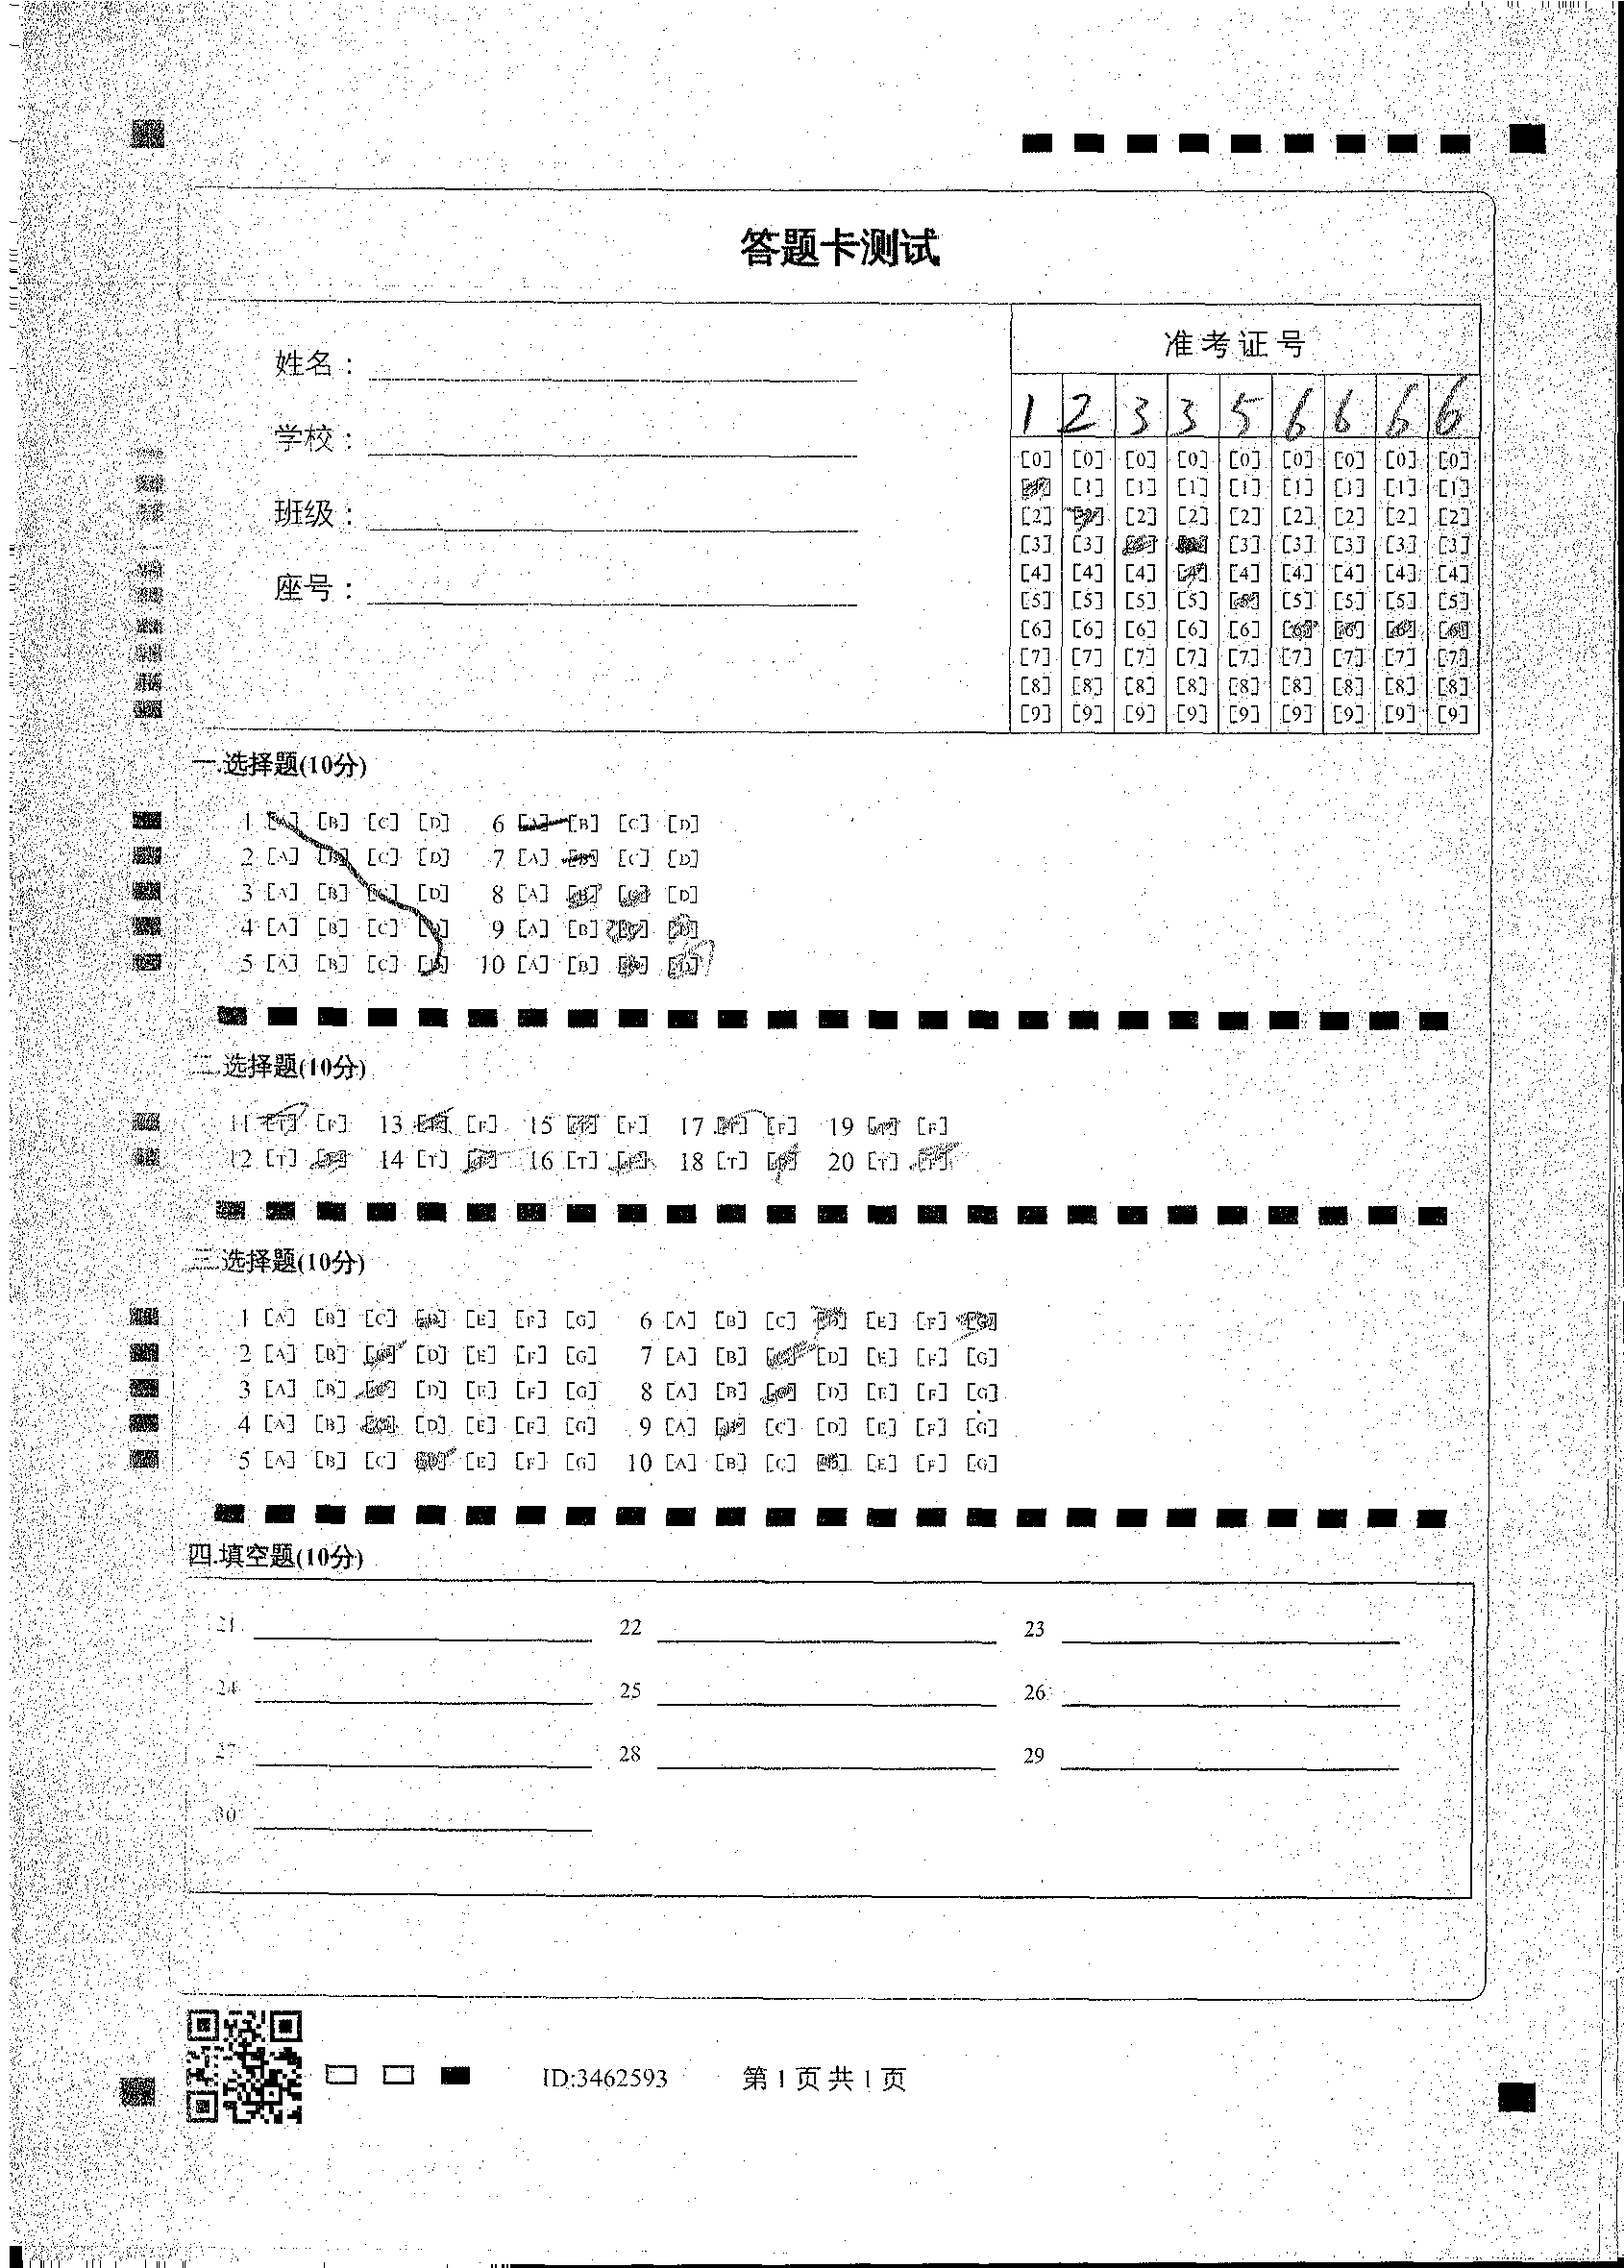 答题卡测试
姓名：
学校：
班级：
座号：
准考证号
1 2 3 3 5 6 6 6 6
[0] [0] [0] [0] [0] [0] [0] [0] [0]
[1] [1] [1] [1] [1] [1] [1] [1]
[2] [2] [2] [2] [2] [2] [2] [2]
[3] [3] [3] [3] [3] [3] [3]
[4] [4] [4] [4] [4] [4] [4] [4] [4]
[5] [5] [5] [5] [5] [5] [5] [5] [5]
[6] [6] [6] [6] [6] [6] [6] [6] [6]
[7] [7] [7] [7] [7] [7] [7] [7] [7]
[8] [8] [8] [8] [8] [8] [8] [8] [8]
[9] [9] [9] [9] [9] [9] [9] [9] [9]
一.选择题(10分)
1 [A] [B] [C] [D] 6 [A] [B] [C] [D]
2 [A] [B] [C] [D] 7 [A] [B] [C] [D]
3 [A] [B] [C] [D] 8 [A] [B] [C] [D]
4 [A] [B] [C] [D] 9 [A] [B] [C] [D]
5 [A] [B] [C] [D] 10 [A] [B] [C] [D]
二.选择题(10分)
11 [T] [F] 13 [T] [F] 15 [T] [F] 17 [T] [F] 19 [T] [F]
12 [T] [F] 14 [T] [F] 16 [T] [F] 18 [T] [F] 20 [T] [F]
三.选择题(10分)
1 [A] [B] [C] [D] [E] [F] [G] 6 [A] [B] [C] [D] [E] [F] [G]
2 [A] [B] [C] [D] [E] [F] [G] 7 [A] [B] [C] [D] [E] [F] [G]
3 [A] [B] [C] [D] [E] [F] [G] 8 [A] [B] [C] [D] [E] [F] [G]
4 [A] [B] [C] [D] [E] [F] [G] 9 [A] [B] [C] [D] [E] [F] [G]
5 [A] [B] [C] [D] [E] [F] [G] 10 [A] [B] [C] [D] [E] [F] [G]
四.填空题(10分)
21 22 23
24 25 26
27 28 29
30
ID:3462593 第1页共1页